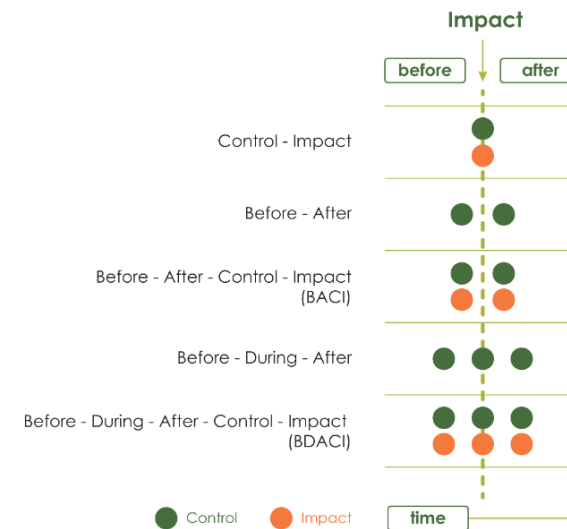 Impact
before
after
Control - Impact
Before - After
Before - After - Control - Impact
(BACI)
Before - During - After
Before - During - After - Control - Impact
(BDACI)
Control
Impact
time